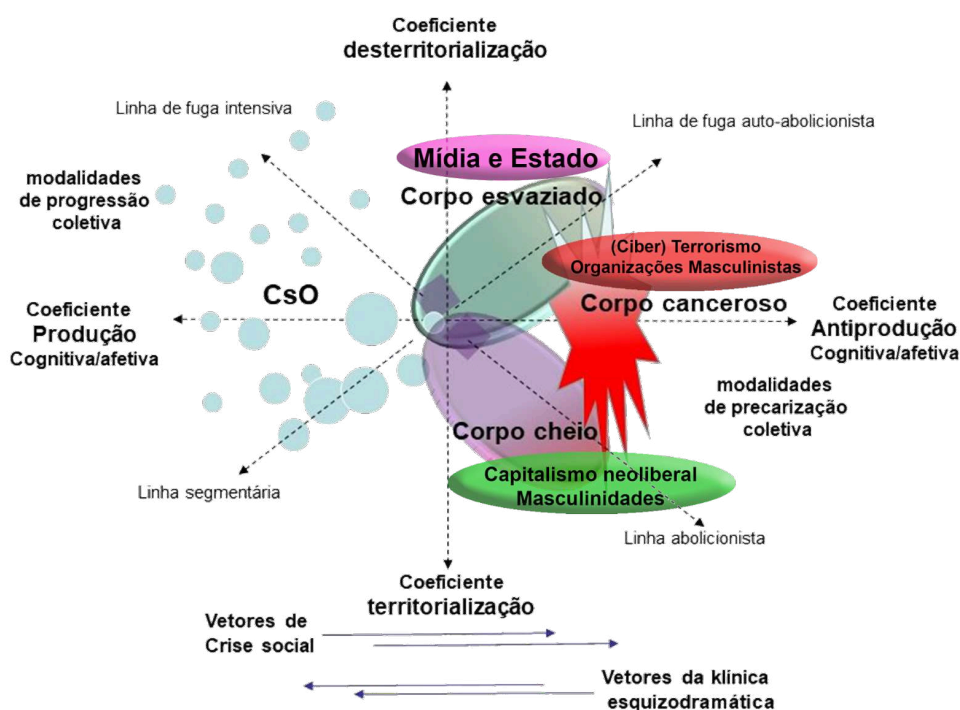 Coeficiente
desterritorialização
Linha de fuga intensiva
Linha de fuga auto-abolicionista
Mídia e Estado
modalidades
de progressão
coletiva
Corpo esvaziado
(Ciber) Terrorismo
Organizações Masculinistas
CsO
Corpo canceroso
Coeficiente
Produção
Cognitiva/afetiva
Coeficiente
Antiprodução
Cognitiva/afetiva
modalidades
de precarização
coletiva
Corpo cheio
Capitalismo neoliberal
Masculinidades
Linha segmentária
Linha abolicionista
Coeficiente
territorialização
Vetores de
Crise social
Vetores da klínica
esquizodramática